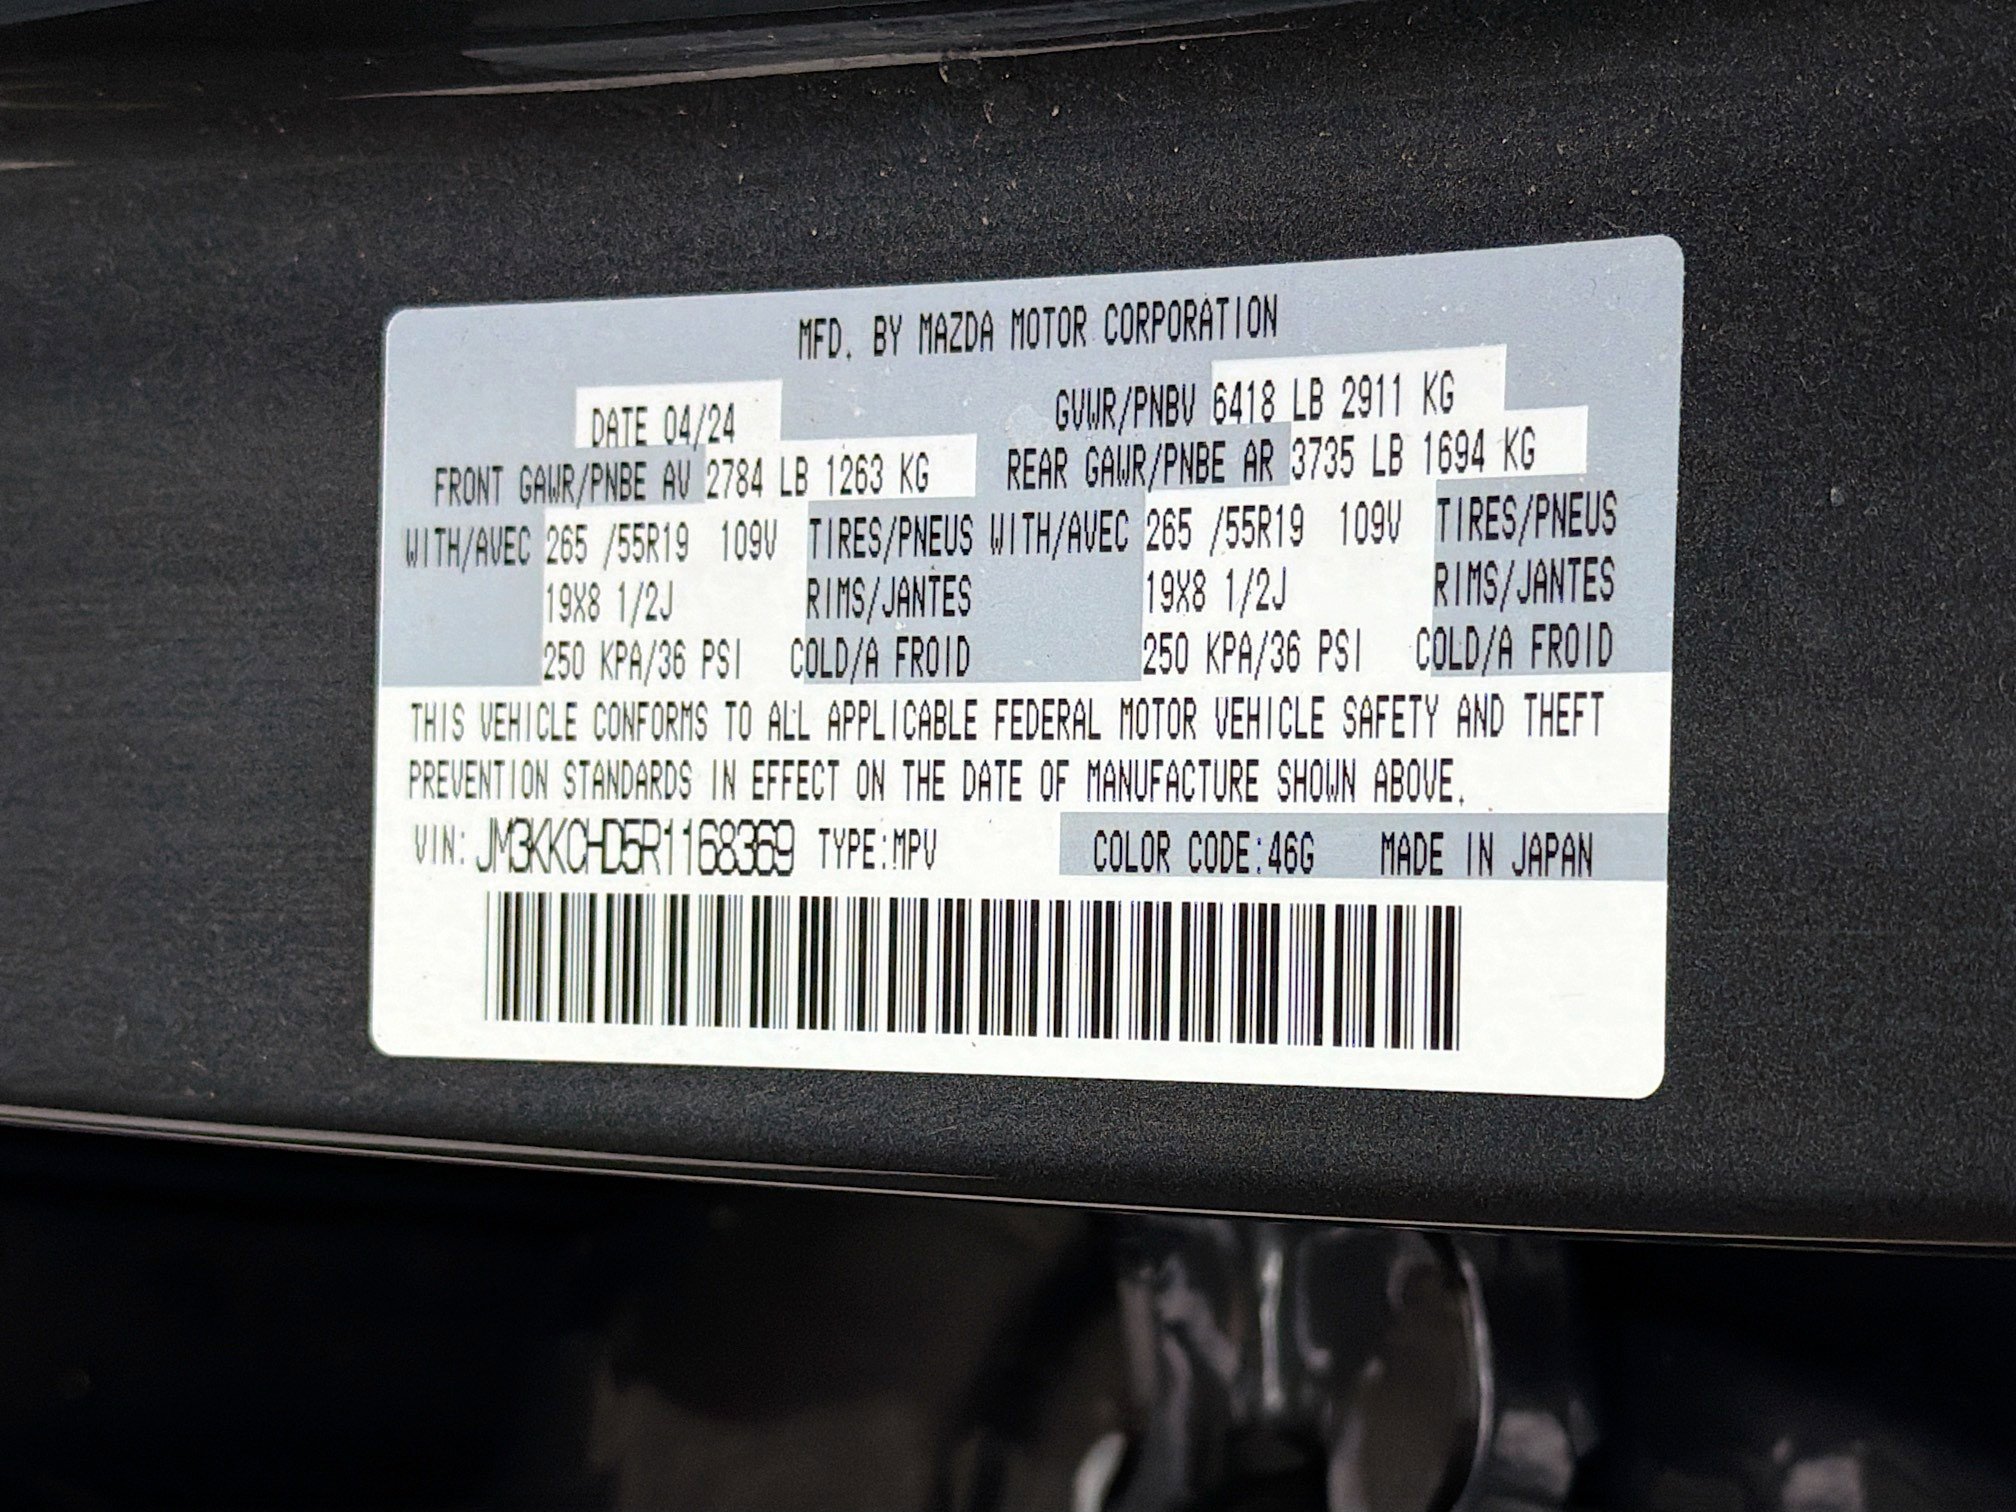 MFD. BY MAZDA MOTOR CORPORATION
DATE 04/24 GVWR/PNBV 6418 LB 2911 KG
FRONT GAWR/PNBE AV 2784 LB 1263 KG REAR GAWR/PNBE AR 3735 LB 1694 KG
WITH/AVEC 265 /55R19 109V TIRES/PNEUS WITH/AVEC 265 /55R19 109V TIRES/PNEUS
19X8 1/2J RIMS/JANTES 19X8 1/2J RIMS/JANTES
250 KPA/36 PSI COLD/A FROID 250 KPA/36 PSI COLD/A FROID
THIS VEHICLE CONFORMS TO ALL APPLICABLE FEDERAL MOTOR VEHICLE SAFETY AND THEFT
PREVENTION STANDARDS IN EFFECT ON THE DATE OF MANUFACTURE SHOWN ABOVE.
VIN: JM3KKCHD5R1168369 TYPE:MPV COLOR CODE:46G MADE IN JAPAN